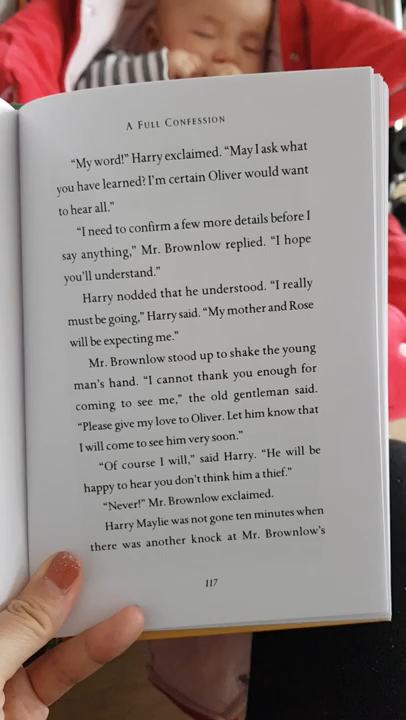 A FULL CONFESSION
"My word!" Harry exclaimed. "May I ask what
you have learned? I'm certain Oliver would want
to hear all."
"I need to confirm a few more details before I
say anything," Mr. Brownlow replied. "I hope
you'll understand."
Harry nodded that he understood. "I really
must be going," Harry said. "My mother and Rose
will be expecting me."
Mr. Brownlow stood up to shake the young
man's hand. "I cannot thank you enough for
coming to see me," the old gentleman said.
"Please give my love to Oliver. Let him know that
I will come to see him very soon."
"Of course I will," said Harry. "He will be
happy to hear you don't think him a thief."
"Never!" Mr. Brownlow exclaimed.
Harry Maylie was not gone ten minutes when
there was another knock at Mr. Brownlow's
117